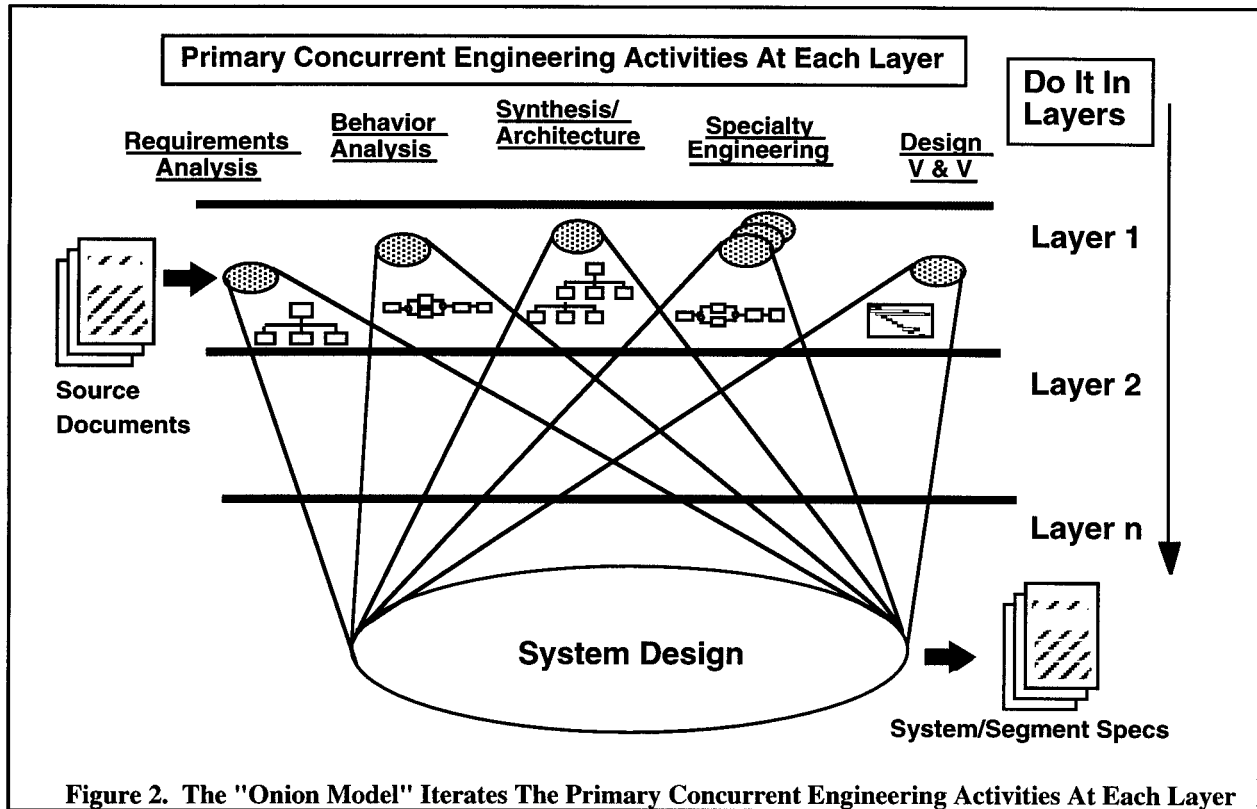 Primary Concurrent Engineering Activities At Each Layer
Do It In
Layers
Requirements
Analysis
Behavior
Analysis
Synthesis/
Architecture
Specialty
Engineering
Design
V & V
Layer 1
Source
Documents
Layer 2
Layer n
System Design
System/Segment Specs
Figure 2. The "Onion Model" Iterates The Primary Concurrent Engineering Activities At Each Layer